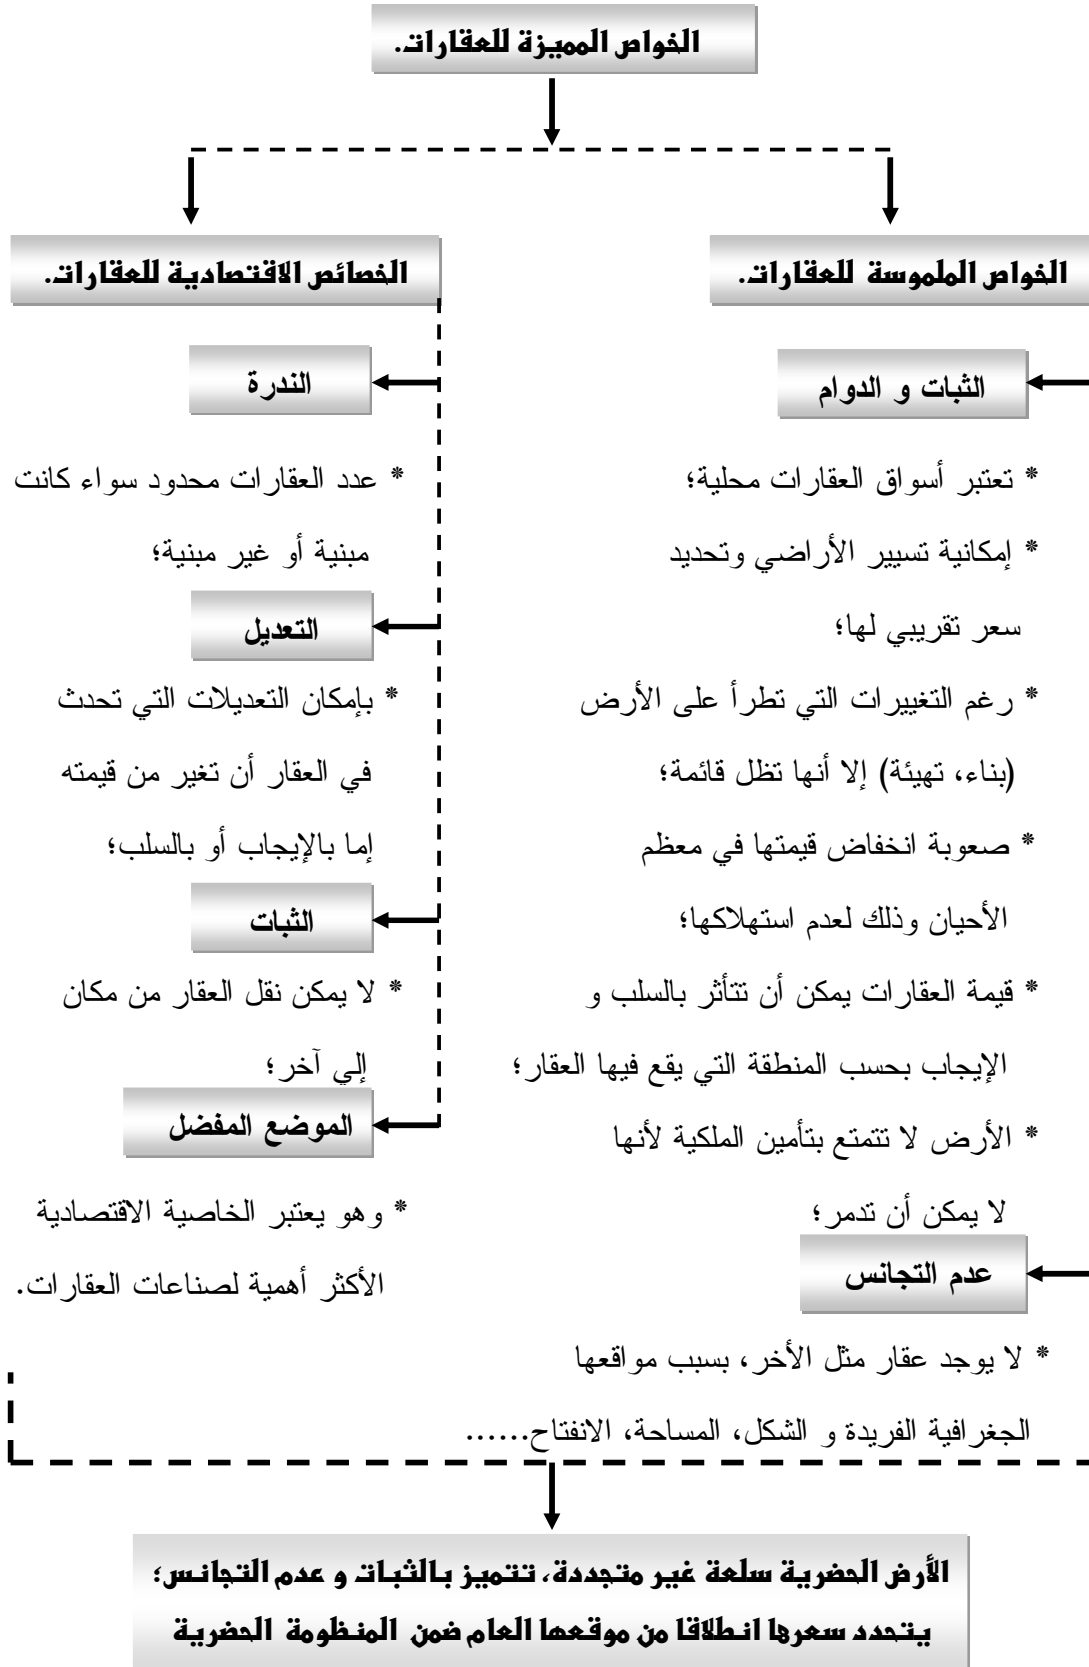 الخواص المميزة للعقارات.
الخواص الملموسة للعقارات.
الثبات و الدوام
* تعتبر أسواق العقارات محلية؛
* إمكانية تسيير الأراضي وتحديد
سعر تقريبي لها؛
* رغم التغييرات التي تطرأ على الأرض
(بناء، تهيئة) إلا أنها تظل قائمة؛
* صعوبة انخفاض قيمتها في معظم
الأحيان وذلك لعدم استهلاكها؛
* قيمة العقارات يمكن أن تتأثر بالسلب و
الإيجاب بحسب المنطقة التي يقع فيها العقار؛
* الأرض لا تتمتع بتأمين الملكية لأنها
لا يمكن أن تدمر؛
عدم التجانس
* لا يوجد عقار مثل الأخر، بسبب مواقعها
الجغرافية الفريدة و الشكل، المساحة، الانفتاح......
الخصائص الاقتصادية للعقارات.
الندرة
* عدد العقارات محدود سواء كانت
مبنية أو غير مبنية؛
التعديل
* بإمكان التعديلات التي تحدث
في العقار أن تغير من قيمته
إما بالإيجاب أو بالسلب؛
الثبات
* لا يمكن نقل العقار من مكان
إلي آخر؛
الموضع المفضل
* وهو يعتبر الخاصية الاقتصادية
الأكثر أهمية لصناعات العقارات.
الأرض الحضرية سلعة غير متجددة، تتميز بالثبات و عدم التجانس؛
يتحدد سعرها انطلاقا من موقعها العام ضمن المنظومة الحضرية